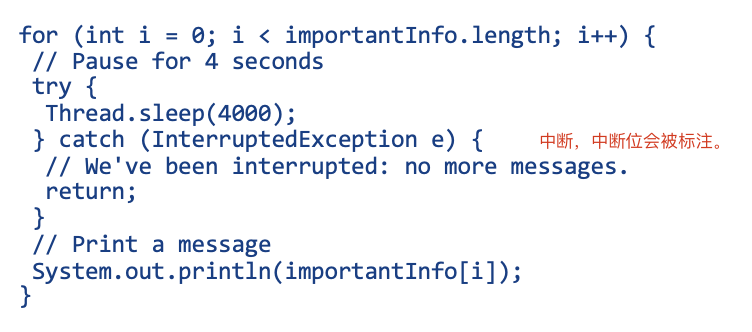 for (int i = 0; i < importantInfo.length; i++) {
// Pause for 4 seconds
try {
Thread.sleep(4000);
} catch (InterruptedException e) { 中断，中断位会被标注。
// We've been interrupted: no more messages.
return;
}
// Print a message
System.out.println(importantInfo[i]);
}